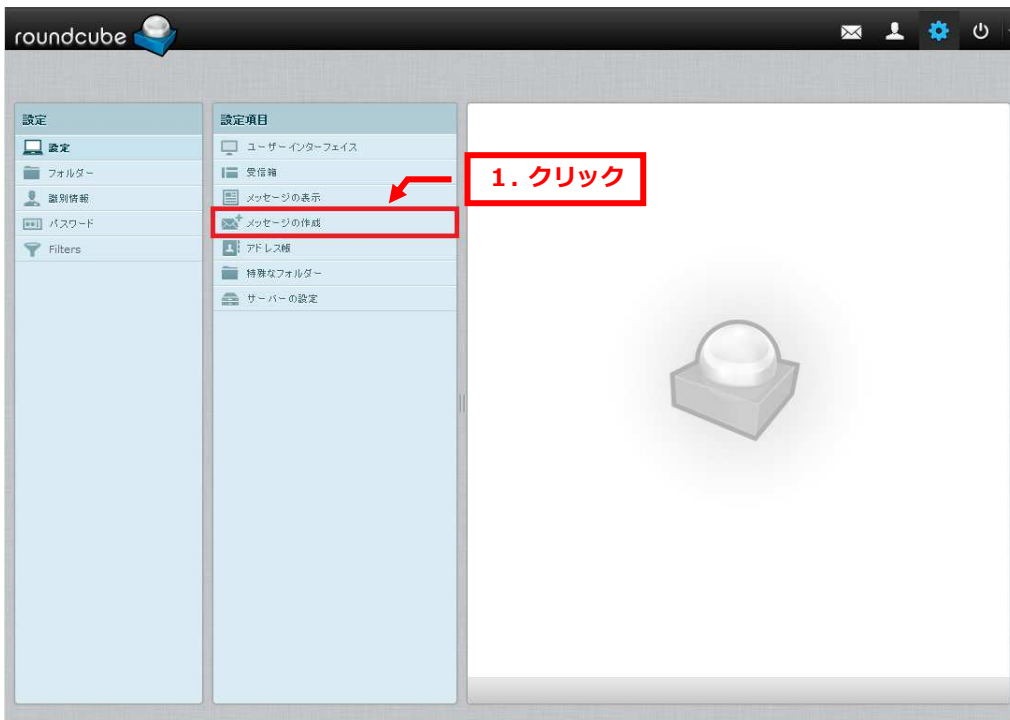 roundcube
設定
設定
フォルダー
識別情報
パスワード
Filters
設定項目
ユーザーインターフェイス
受信箱
メッセージの表示
メッセージの作成
アドレス帳
特殊なフォルダー
サーバーの設定
1. クリック